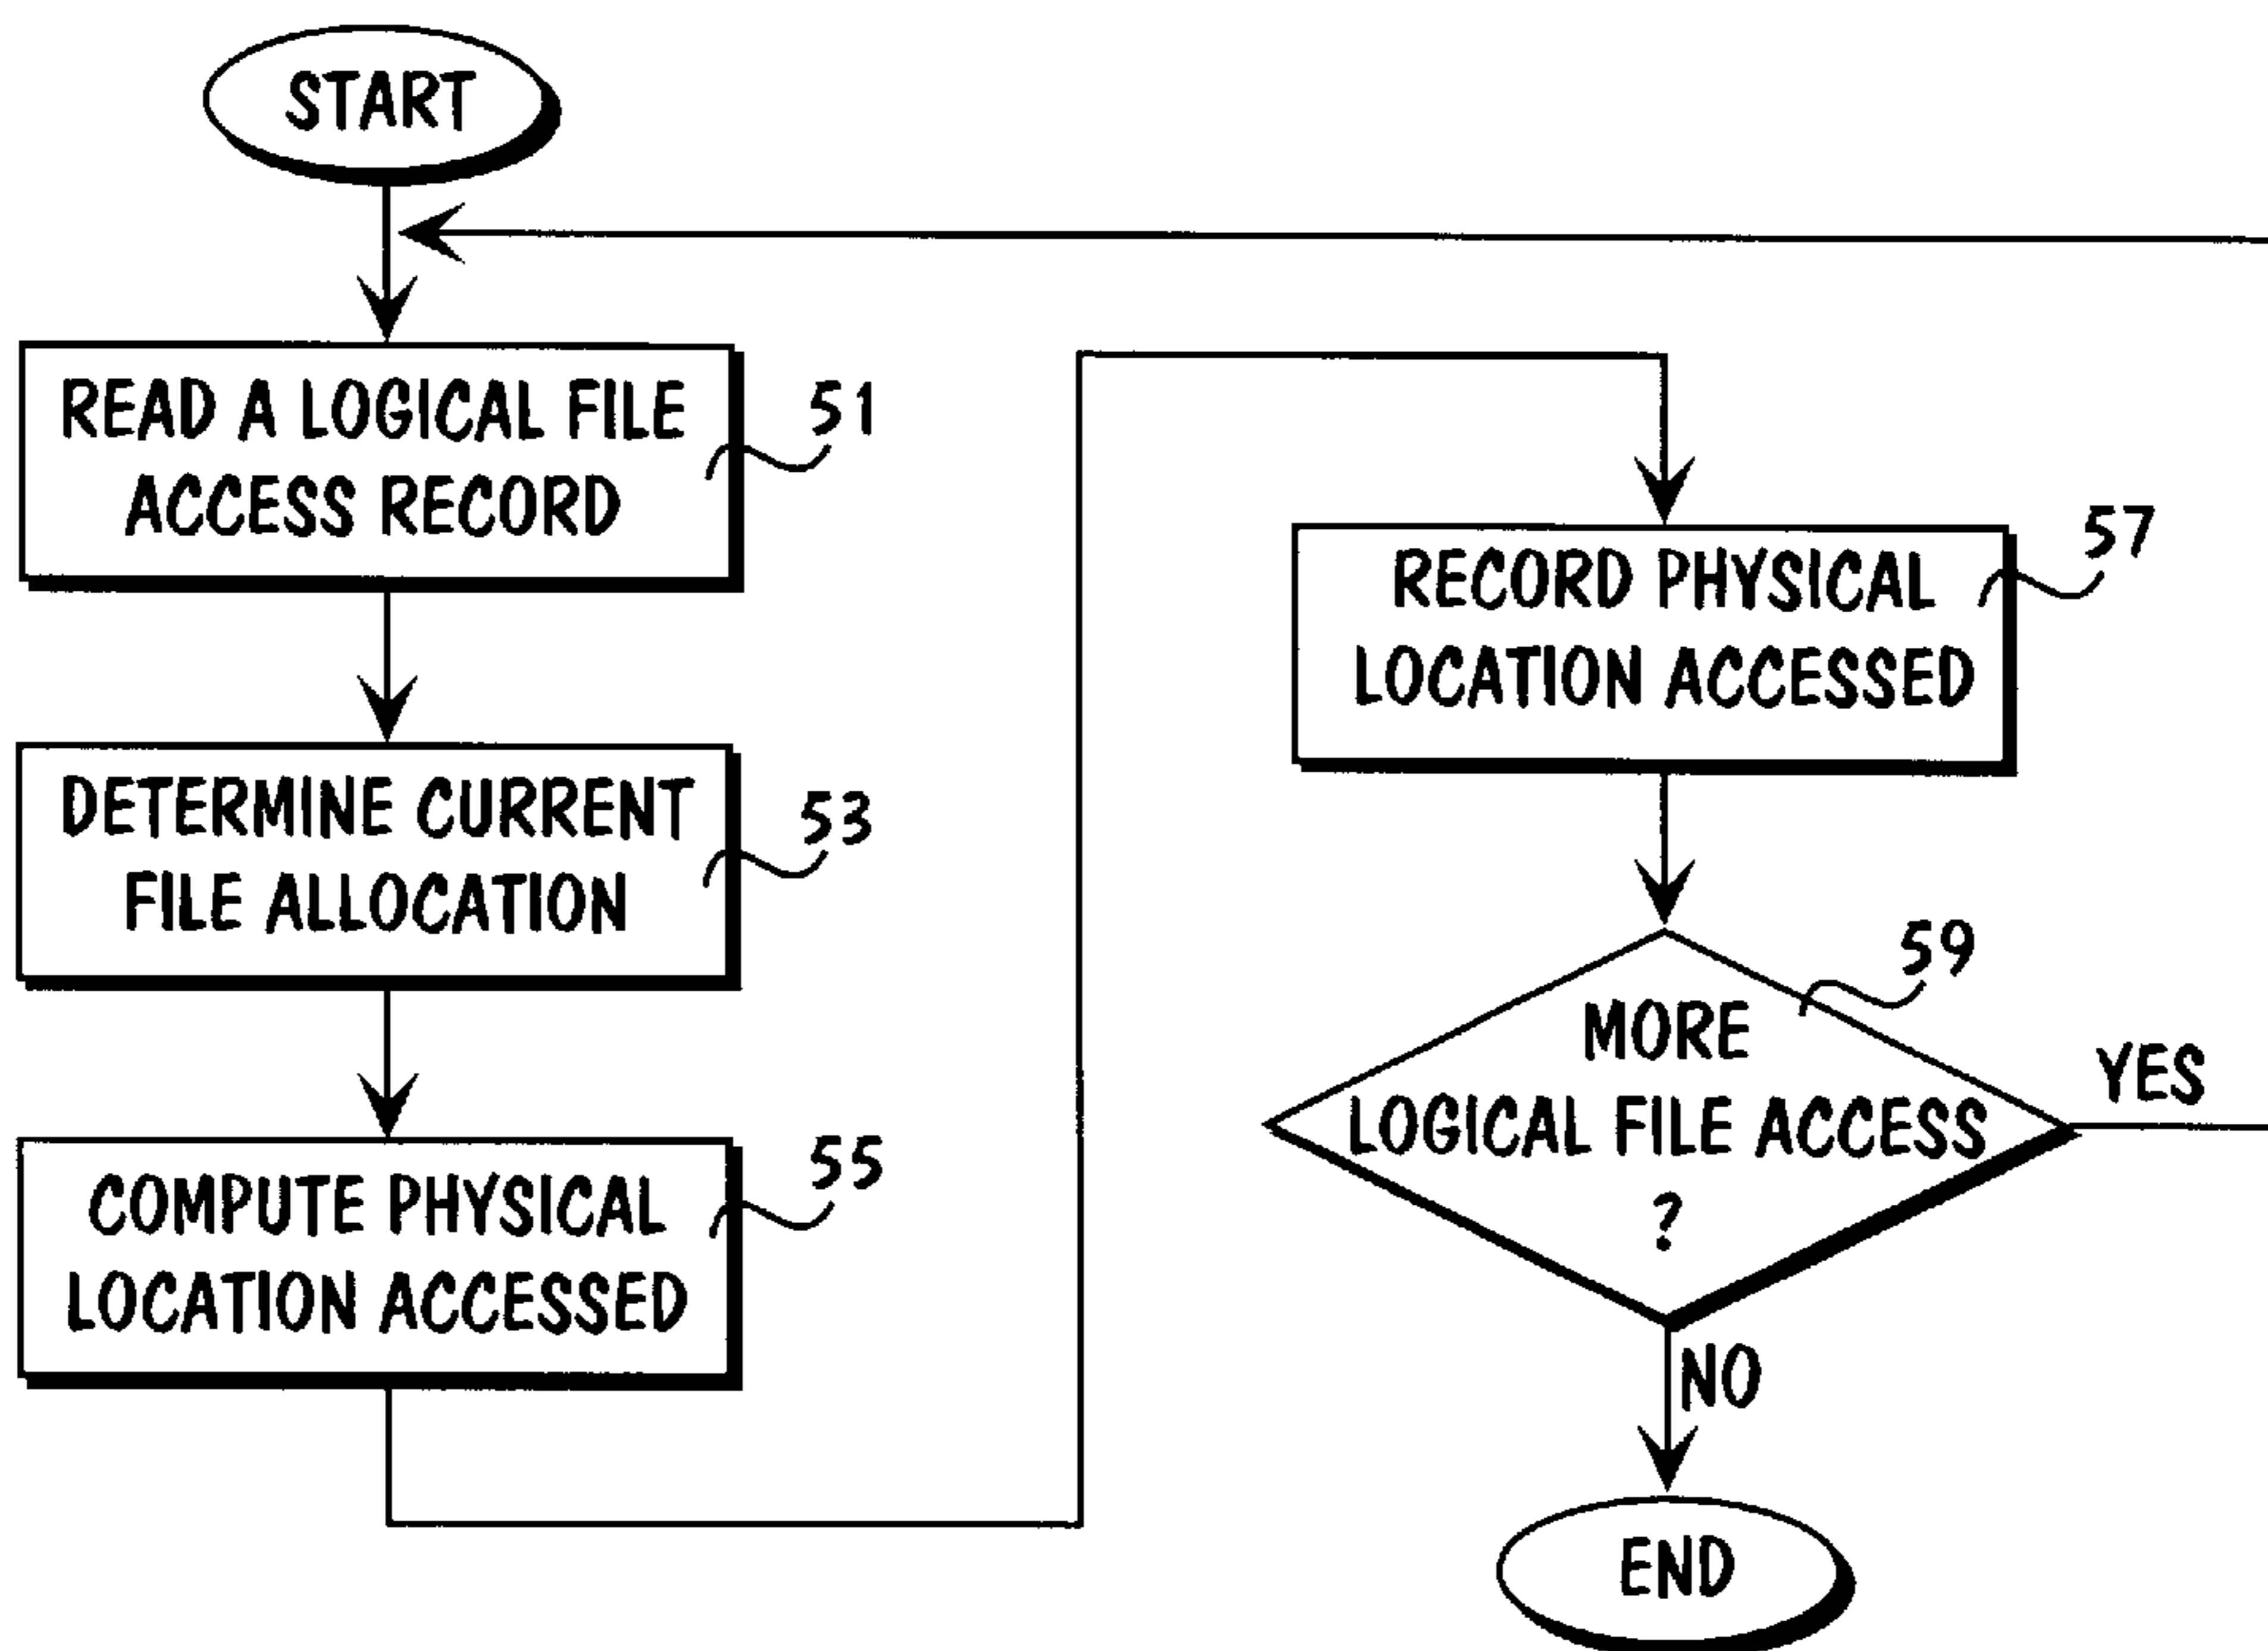 START
READ A LOGICAL FILE
ACCESS RECORD
51
DETERMINE CURRENT
FILE ALLOCATION
53
COMPUTE PHYSICAL
LOCATION ACCESSED
55
RECORD PHYSICAL
LOCATION ACCESSED
57
MORE
LOGICAL FILE ACCESS
?
59
YES
NO
END